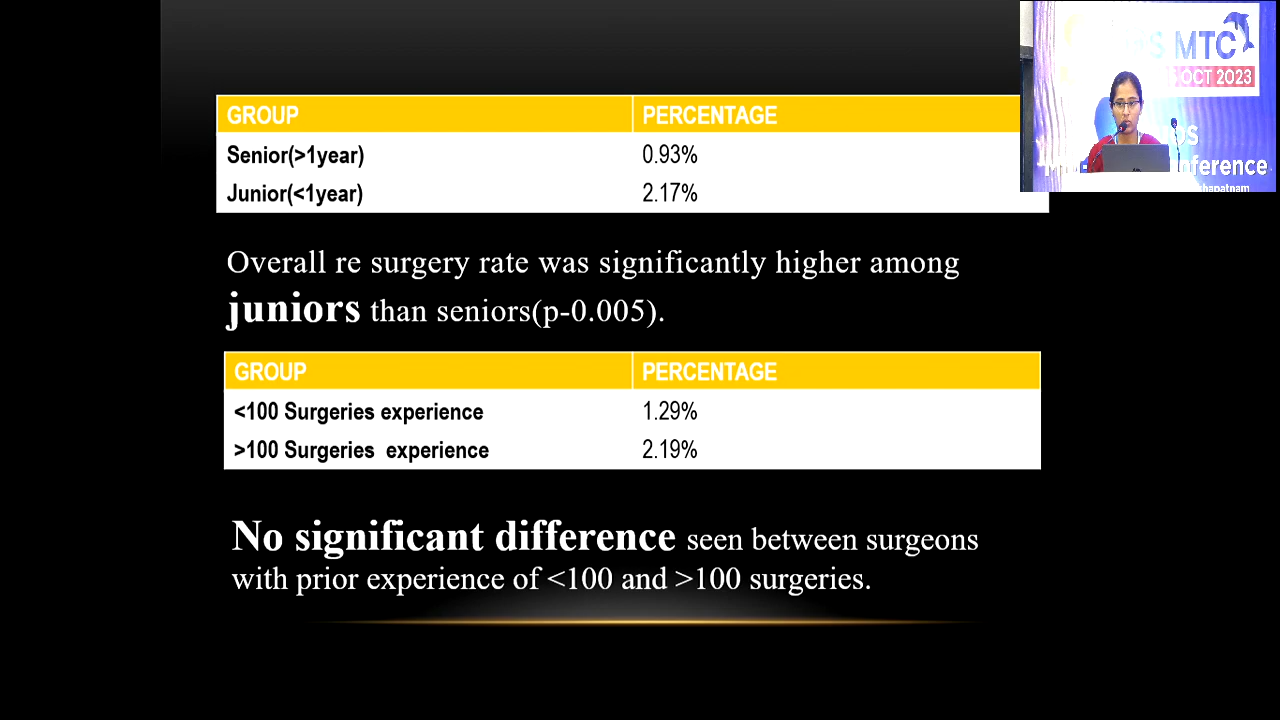 GROUP PERCENTAGE
Senior(>1year) 0.93%
Junior(<1year) 2.17%
Overall re surgery rate was significantly higher among
juniors than seniors(p-0.005).
GROUP PERCENTAGE
<100 Surgeries experience 1.29%
>100 Surgeries experience 2.19%
No significant difference seen between surgeons
with prior experience of <100 and >100 surgeries.
MTC
OCT 2023